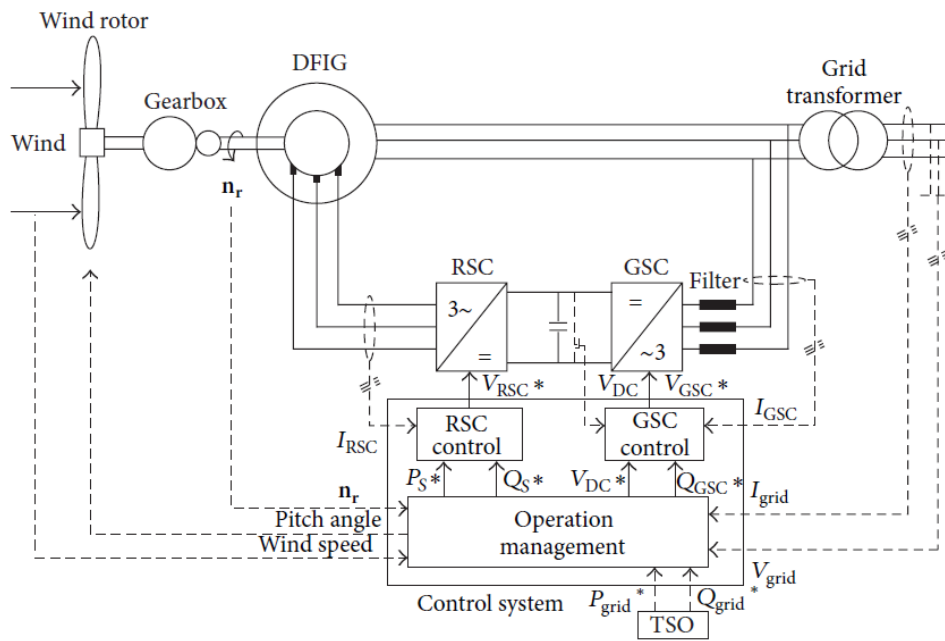 Wind rotor
DFIG
Grid
transformer
Gearbox
Wind
n_r
RSC
GSC
Filter
3~
=
=
~3
V_RSC*
V_DC
V_GSC*
I_RSC
RSC
control
GSC
control
I_GSC
P_S*
Q_S*
V_DC*
Q_GSC*
I_grid
n_r
Pitch angle
Wind speed
Operation
management
V_grid
Control system
P_grid*
Q_grid*
TSO